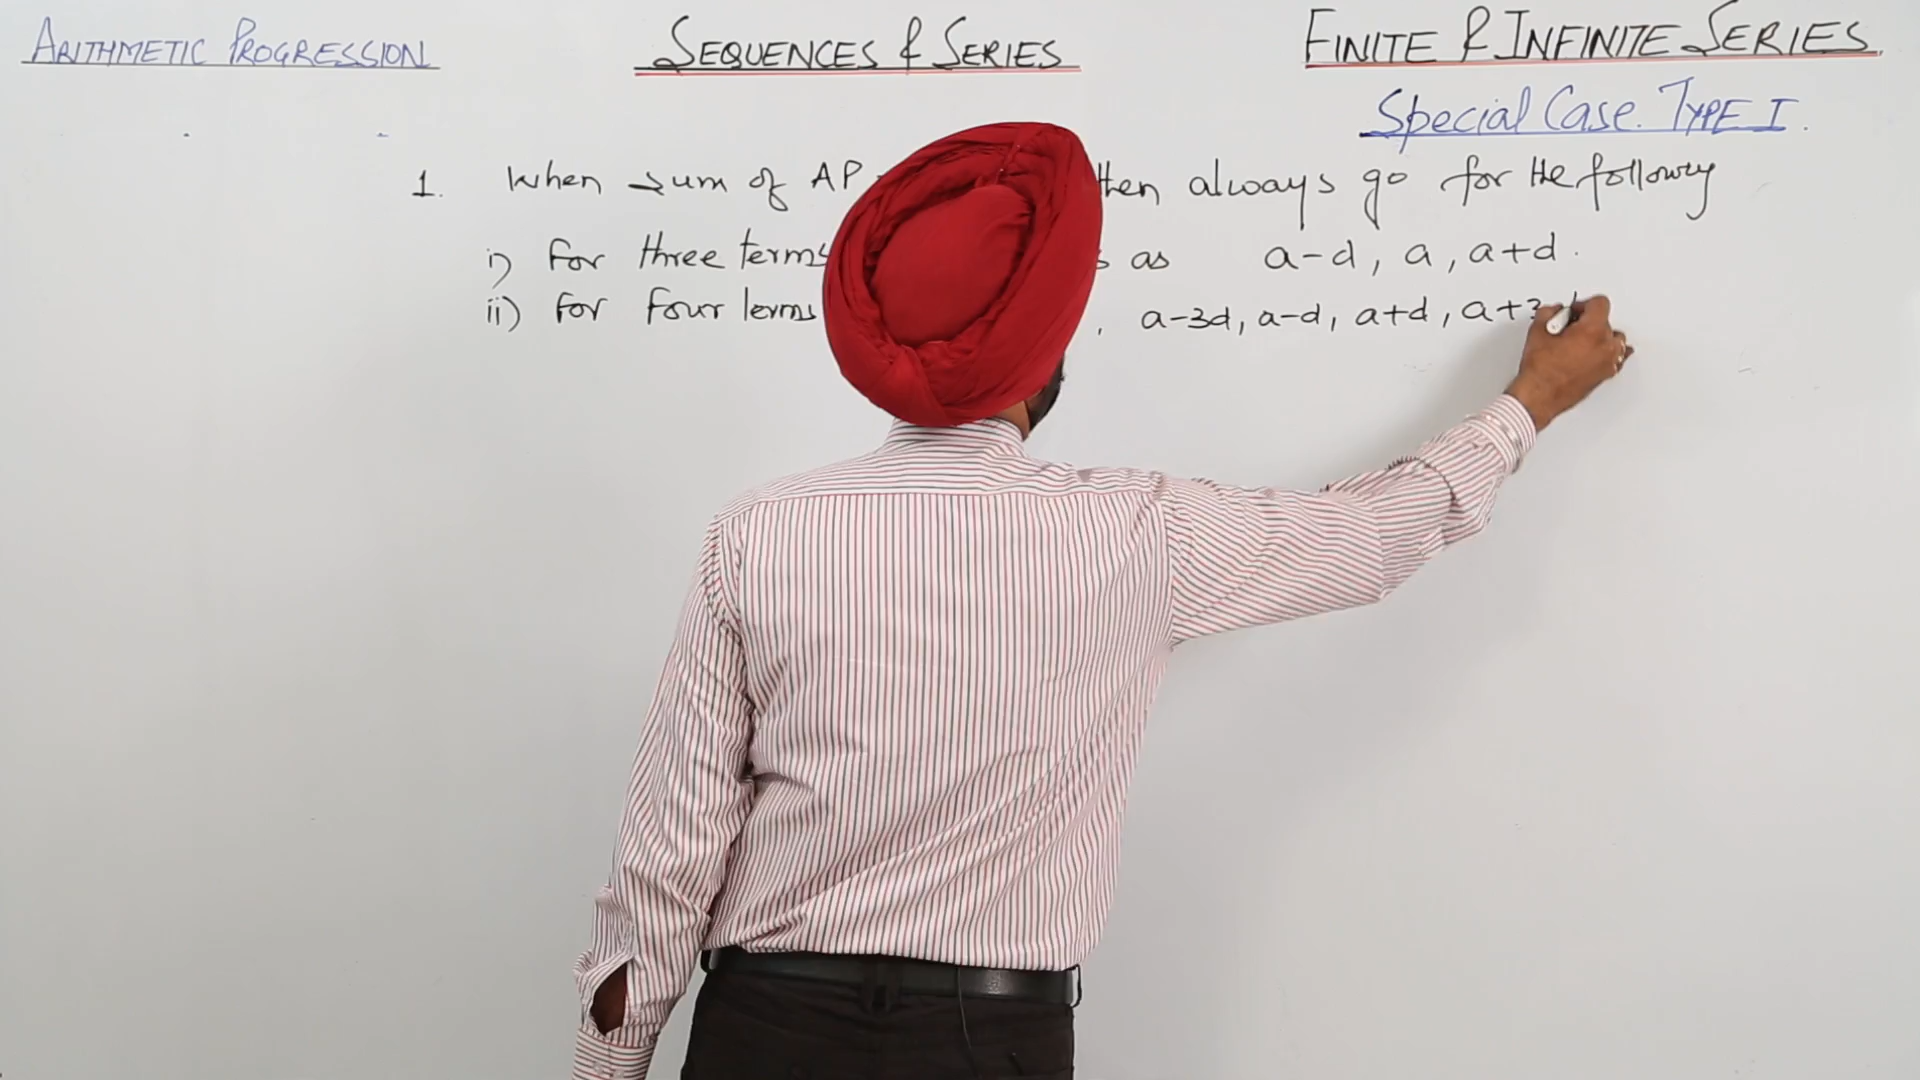 ARITHMETIC PROGRESSION
SEQUENCES & SERIES
FINITE & INFINITE SERIES
Special Case. TYPE I.
1. When sum of AP then always go for the following
i) for three terms as a-d, a, a+d.
ii) for four terms , a-3d, a-d, a+d, a+3d